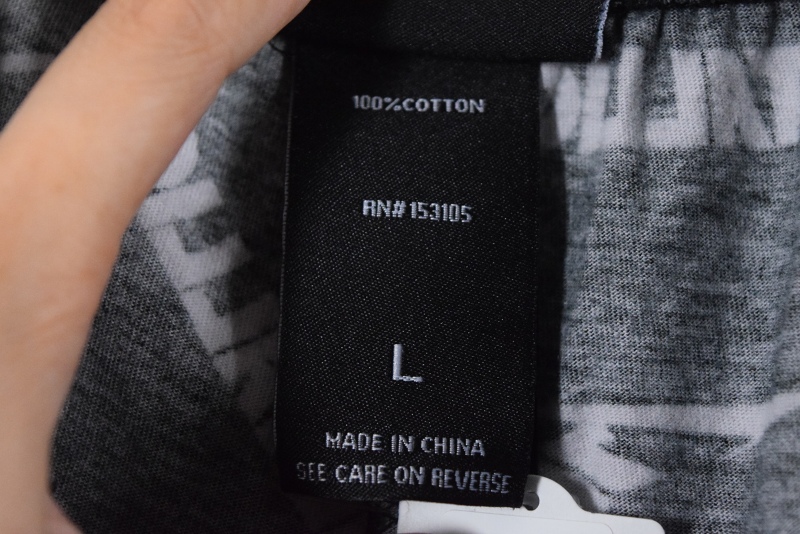 100%COTTON
RN#153105
L
MADE IN CHINA
SEE CARE ON REVERSE